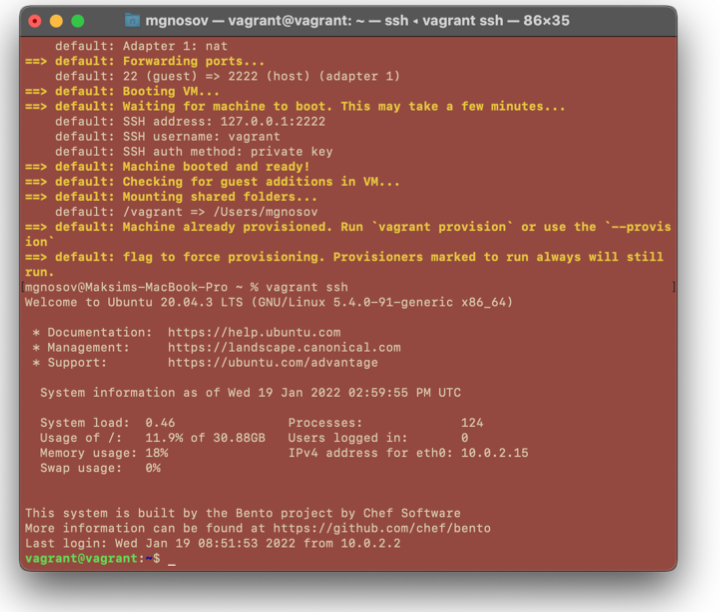 mgnosov — vagrant@vagrant: ~ — ssh ◂ vagrant ssh — 86×35
default: Adapter 1: nat
==> default: Forwarding ports...
default: 22 (guest) => 2222 (host) (adapter 1)
==> default: Booting VM...
==> default: Waiting for machine to boot. This may take a few minutes...
default: SSH address: 127.0.0.1:2222
default: SSH username: vagrant
default: SSH auth method: private key
==> default: Machine booted and ready!
==> default: Checking for guest additions in VM...
==> default: Mounting shared folders...
default: /vagrant => /Users/mgnosov
==> default: Machine already provisioned. Run `vagrant provision` or use the `--provis
ion`
==> default: flag to force provisioning. Provisioners marked to run always will still
run.
[mgnosov@Maksims-MacBook-Pro ~ % vagrant ssh ]
Welcome to Ubuntu 20.04.3 LTS (GNU/Linux 5.4.0-91-generic x86_64)
* Documentation: https://help.ubuntu.com
* Management: https://landscape.canonical.com
* Support: https://ubuntu.com/advantage
System information as of Wed 19 Jan 2022 02:59:55 PM UTC
System load: 0.46 Processes: 124
Usage of /: 11.9% of 30.88GB Users logged in: 0
Memory usage: 18% IPv4 address for eth0: 10.0.2.15
Swap usage: 0%
This system is built by the Bento project by Chef Software
More information can be found at https://github.com/chef/bento
Last login: Wed Jan 19 08:51:53 2022 from 10.0.2.2
vagrant@vagrant:~$ _